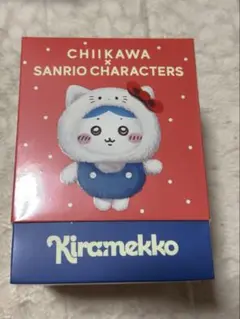 CHIIKAWA
×
SANRIO CHARACTERS
Kiramekko